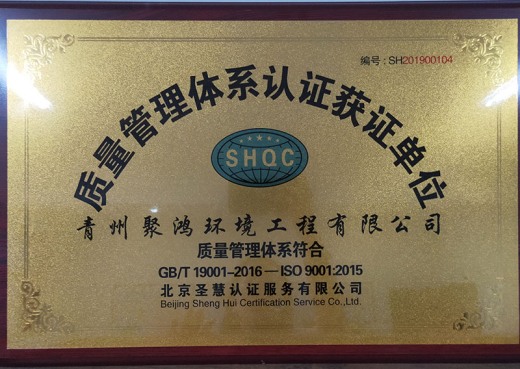 编号：SH201900104
质量管理体系认证获证单位
SHQC
青州聚鸿环境工程有限公司
质量管理体系符合
GB/T 19001-2016—ISO 9001:2015
北京圣慧认证服务有限公司
Beijing Sheng Hui Certification Service Co.,Ltd.